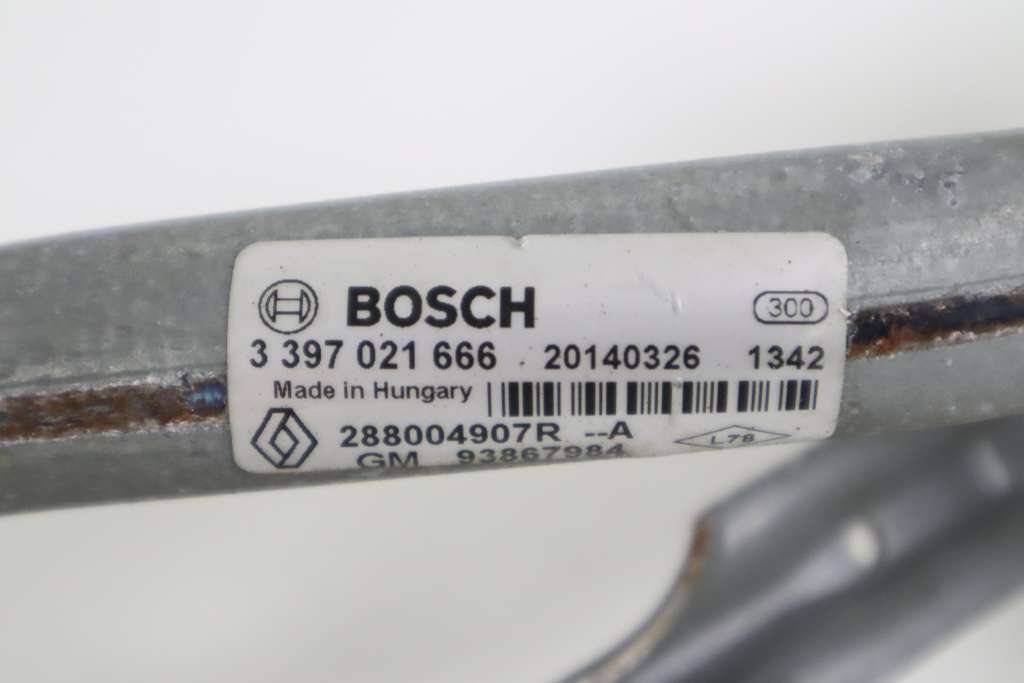 BOSCH 300
3 397 021 666 20140326 1342
Made in Hungary
288004907R --A L78
GM 93867984